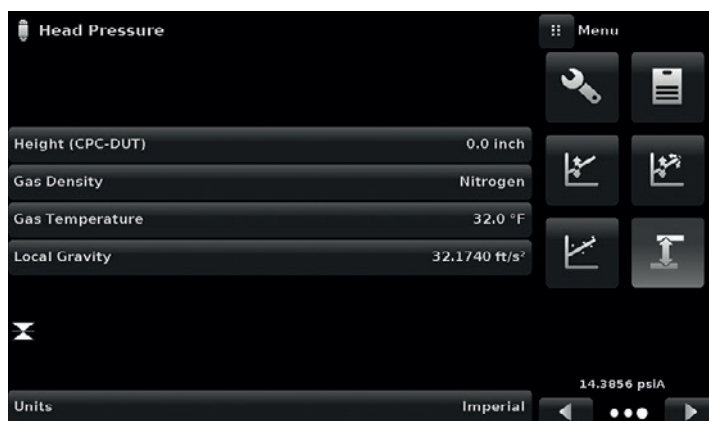 Head Pressure
Menu
Height (CPC-DUT) 0.0 inch
Gas Density Nitrogen
Gas Temperature 32.0 °F
Local Gravity 32.1740 ft/s²
14.3856 psiA
Units Imperial